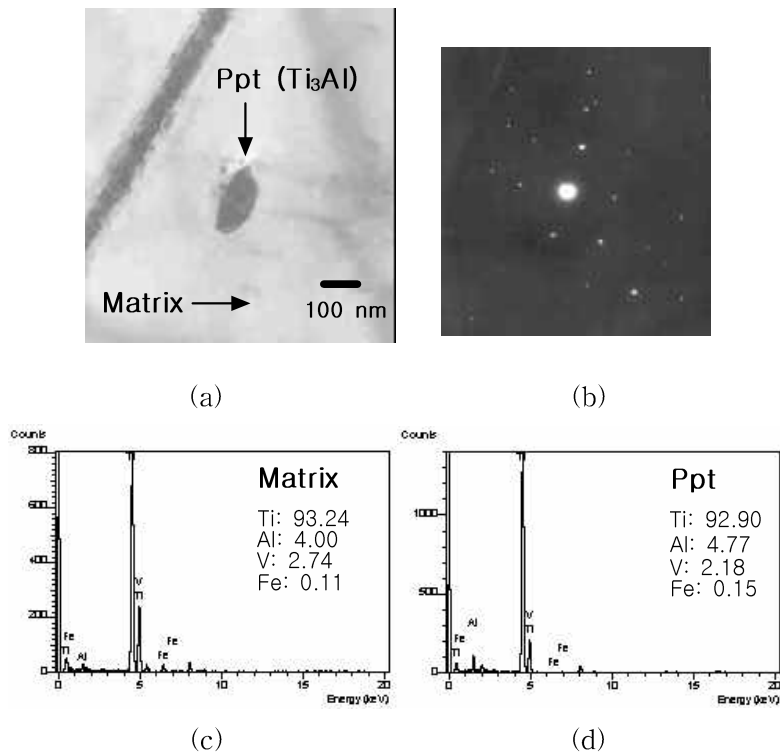 Ppt (Ti₃Al)
Matrix
100 nm
(a)
(b)
Counts
800
600
400
200
0
Ti
Matrix
Ti: 93.24
Al: 4.00
V: 2.74
Fe: 0.11
V
Ti
Fe
Ti
Al
Fe
Fe
0
5
10
15
20
Energy (keV)
(c)
Counts
1000
500
0
Ti
Ppt
Ti: 92.90
Al: 4.77
V: 2.18
Fe: 0.15
V
Ti
Al
Fe
Ti
Fe
Fe
0
5
10
15
20
Energy (keV)
(d)